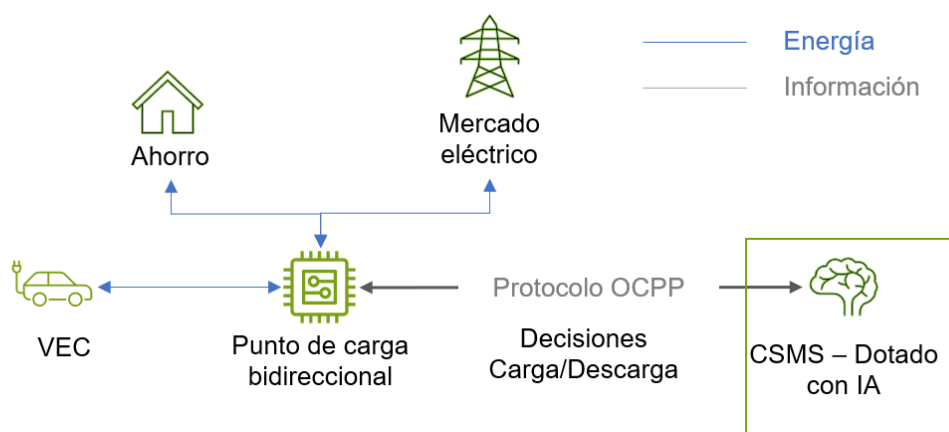 Energía
Información
Ahorro
Mercado
eléctrico
VEC
Punto de carga
bidireccional
Protocolo OCPP
Decisiones
Carga/Descarga
CSMS – Dotado
con IA